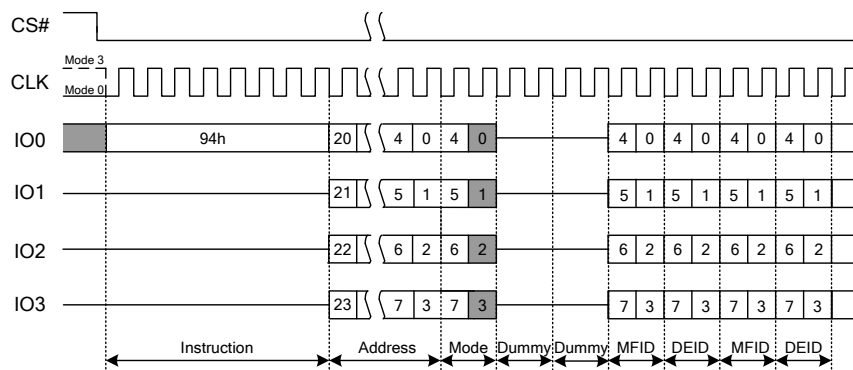 CS#
Mode 3
CLK
Mode 0
IO0 94h 20 4 0 4 0 4 0 4 0 4 0 4 0
IO1 21 5 1 5 1 5 1 5 1 5 1 5 1
IO2 22 6 2 6 2 6 2 6 2 6 2 6 2
IO3 23 7 3 7 3 7 3 7 3 7 3 7 3
Instruction Address Mode Dummy Dummy MFID DEID MFID DEID